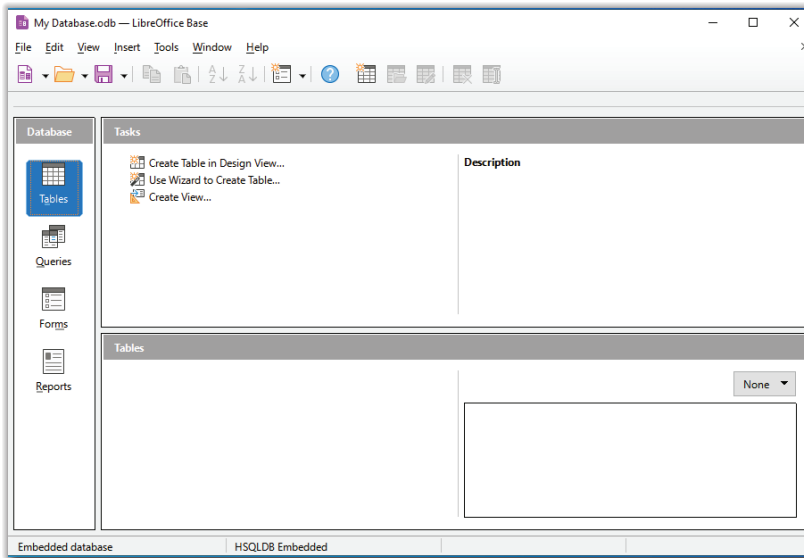 My Database.odb — LibreOffice Base
File Edit View Insert Tools Window Help
Database
Tasks
Tables
Queries
Forms
Reports
Create Table in Design View...
Use Wizard to Create Table...
Create View...
Description
Tables
None
Embedded database
HSQLDB Embedded